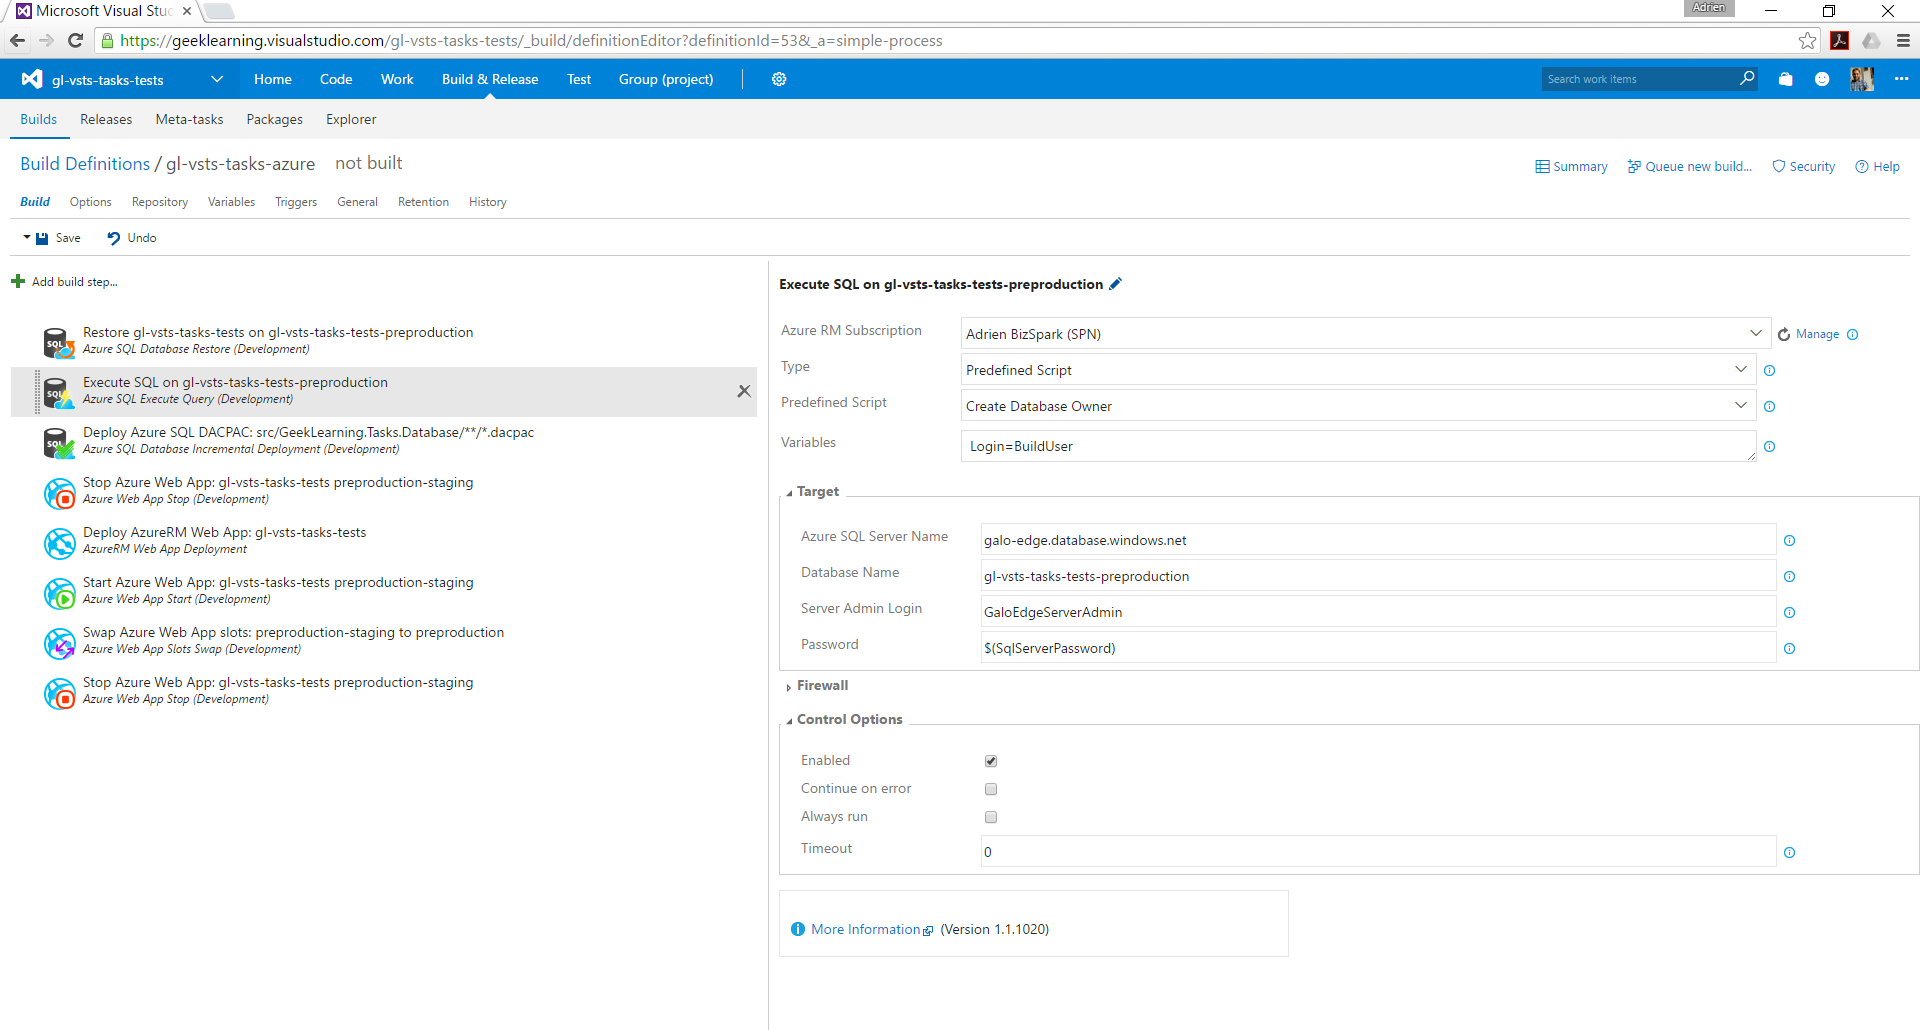 Microsoft Visual Stu
Adrien
https://geeklearning.visualstudio.com/gl-vsts-tasks-tests/_build/definitionEditor?definitionId=53&_a=simple-process
gl-vsts-tasks-tests Home Code Work Build & Release Test Group (project) Search work items
Builds Releases Meta-tasks Packages Explorer
Build Definitions / gl-vsts-tasks-azure not built
Summary Queue new build... Security Help
Build Options Repository Variables Triggers General Retention History
Save Undo
Add build step...
Restore gl-vsts-tasks-tests on gl-vsts-tasks-tests-preproduction
Azure SQL Database Restore (Development)
Execute SQL on gl-vsts-tasks-tests-preproduction
Azure SQL Execute Query (Development)
Deploy Azure SQL DACPAC: src/GeekLearning.Tasks.Database/**/*.dacpac
Azure SQL Database Incremental Deployment (Development)
Stop Azure Web App: gl-vsts-tasks-tests preproduction-staging
Azure Web App Stop (Development)
Deploy AzureRM Web App: gl-vsts-tasks-tests
AzureRM Web App Deployment
Start Azure Web App: gl-vsts-tasks-tests preproduction-staging
Azure Web App Start (Development)
Swap Azure Web App slots: preproduction-staging to preproduction
Azure Web App Slots Swap (Development)
Stop Azure Web App: gl-vsts-tasks-tests preproduction-staging
Azure Web App Stop (Development)
Execute SQL on gl-vsts-tasks-tests-preproduction
Azure RM Subscription Adrien BizSpark (SPN) Manage
Type Predefined Script
Predefined Script Create Database Owner
Variables Login=BuildUser
Target
Azure SQL Server Name galo-edge.database.windows.net
Database Name gl-vsts-tasks-tests-preproduction
Server Admin Login GaloEdgeServerAdmin
Password $(SqlServerPassword)
Firewall
Control Options
Enabled
Continue on error
Always run
Timeout 0
More Information (Version 1.1.1020)